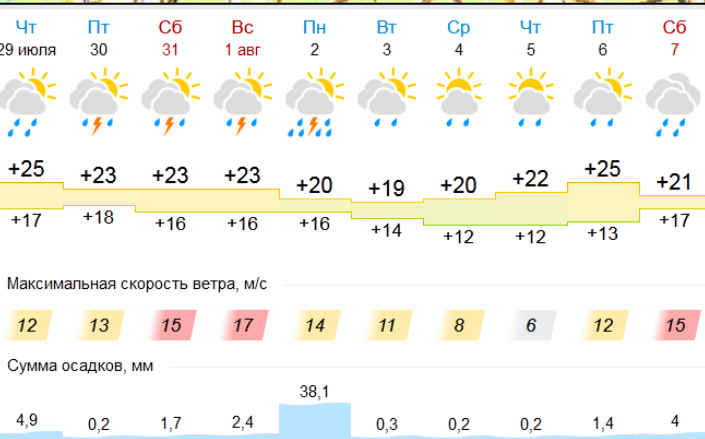 Чт Пт Сб Вс Пн Вт Ср Чт Пт Сб
29 июля 30 31 1 авг 2 3 4 5 6 7
+25 +23 +23 +23 +20 +19 +20 +22 +25 +21
+17 +18 +16 +16 +16 +14 +12 +12 +13 +17
Максимальная скорость ветра, м/с
12 13 15 17 14 11 8 6 12 15
Сумма осадков, мм
4,9 0,2 1,7 2,4 38,1 0,3 0,2 0,2 1,4 4